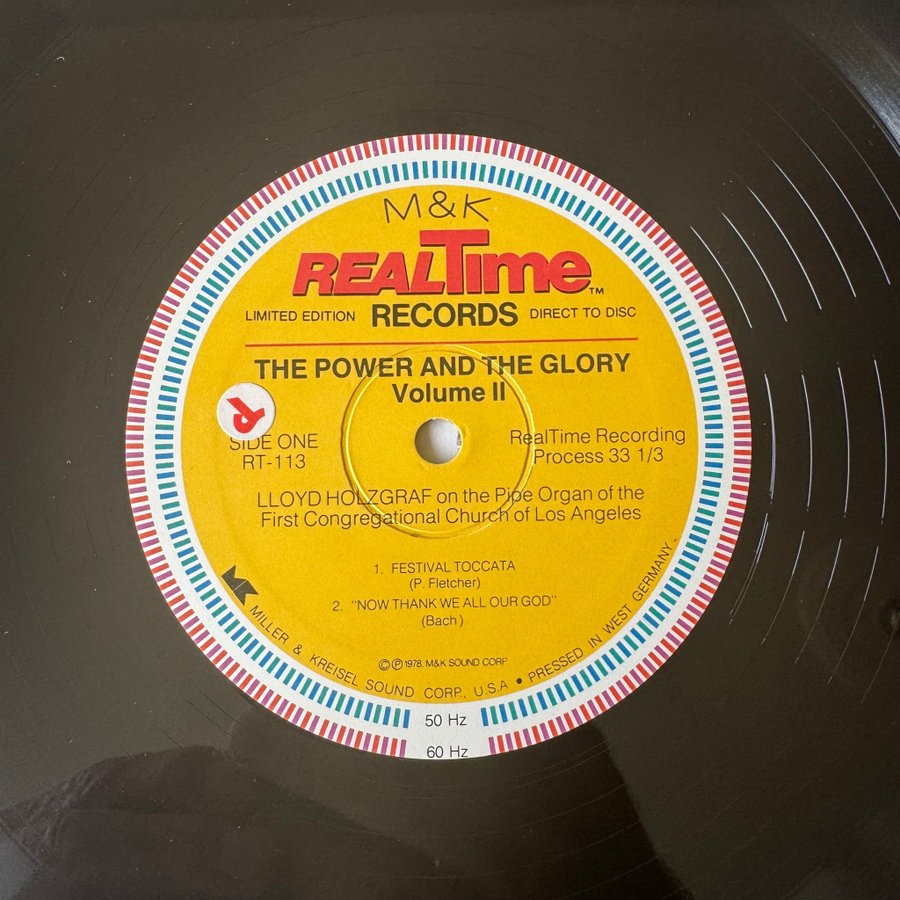 M&K
REALTime™
LIMITED EDITION RECORDS DIRECT TO DISC
THE POWER AND THE GLORY
Volume II
R
SIDE ONE
RT-113
RealTime Recording
Process 33 1/3
LLOYD HOLZGRAF on the Pipe Organ of the
First Congregational Church of Los Angeles
1. FESTIVAL TOCCATA
(P. Fletcher)
2. "NOW THANK WE ALL OUR GOD"
(Bach)
©℗1978, M&K SOUND CORP
MK MILLER & KREISEL SOUND CORP., U.S.A • PRESSED IN WEST GERMANY.
50 Hz
60 Hz